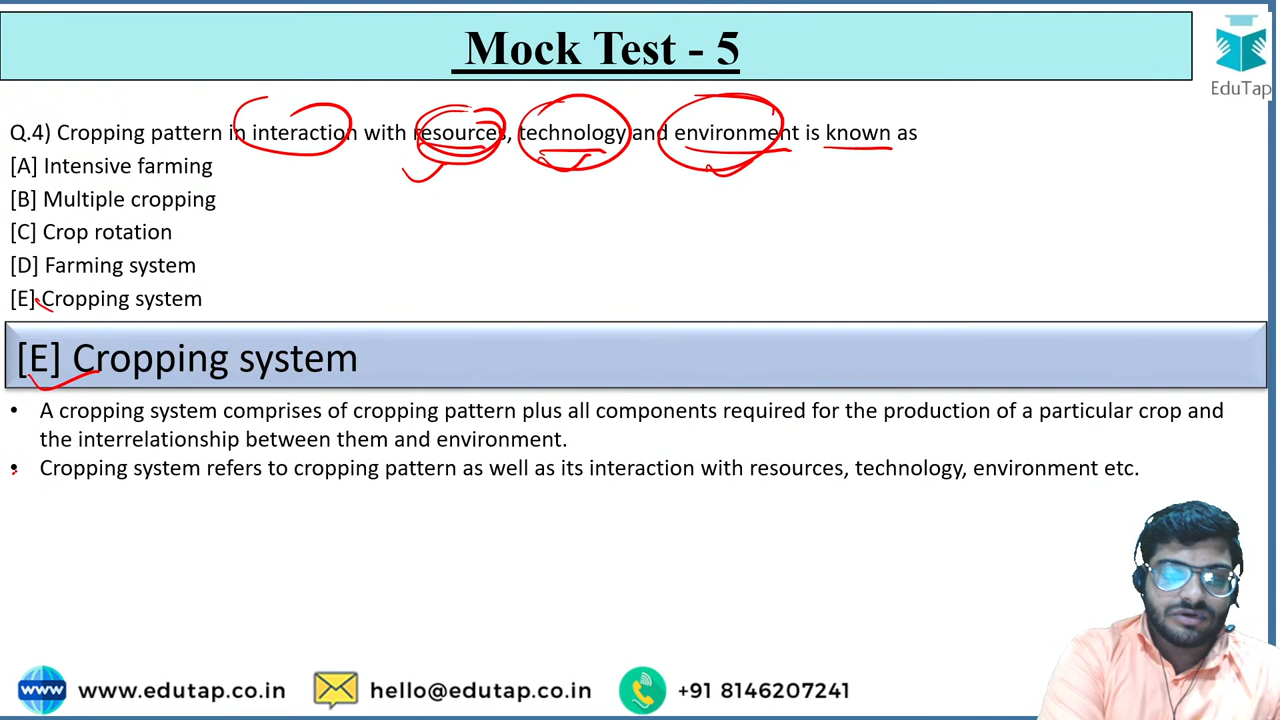 Mock Test - 5
EduTap
Q.4) Cropping pattern in interaction with resources, technology and environment is known as
[A] Intensive farming
[B] Multiple cropping
[C] Crop rotation
[D] Farming system
[E] Cropping system
[E] Cropping system
• A cropping system comprises of cropping pattern plus all components required for the production of a particular crop and
the interrelationship between them and environment.
• Cropping system refers to cropping pattern as well as its interaction with resources, technology, environment etc.
www www.edutap.co.in hello@edutap.co.in +91 8146207241